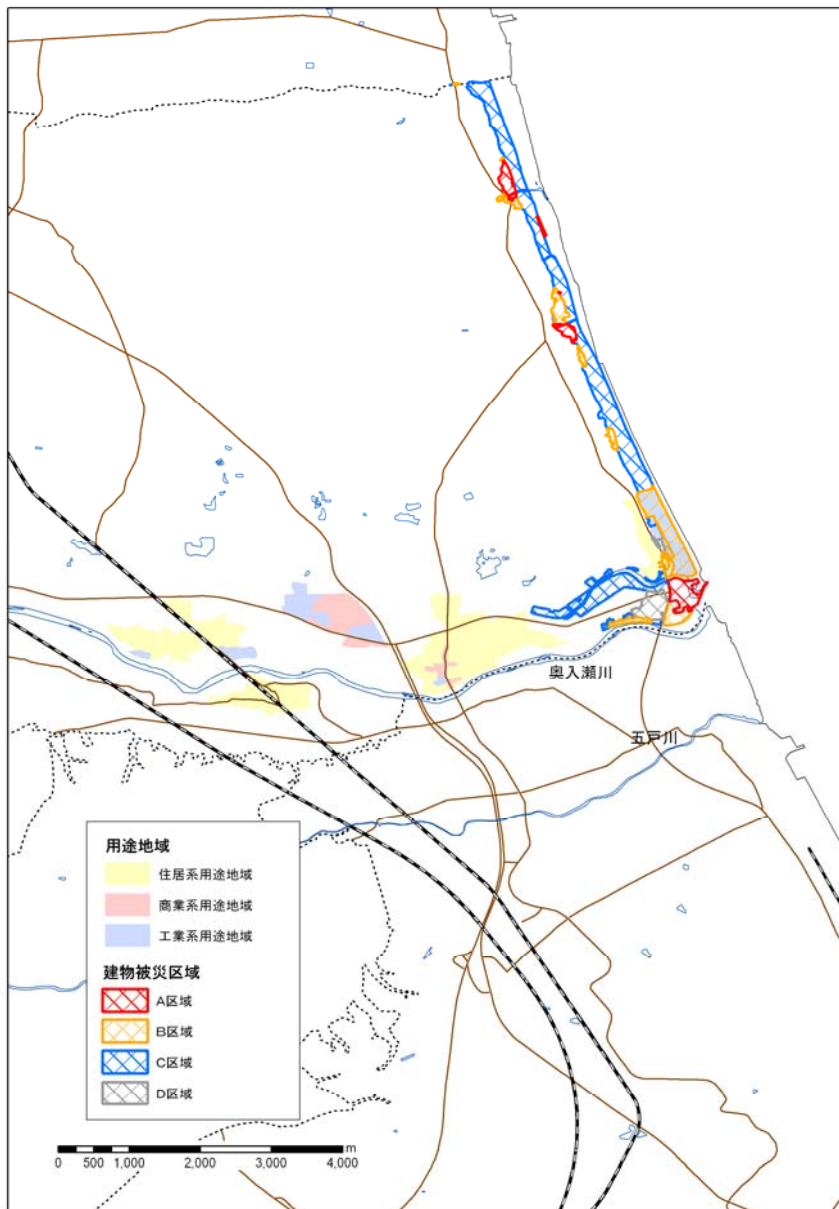 奥入瀬川
五戸川
用途地域
住居系用途地域
商業系用途地域
工業系用途地域
建物被災区域
A区域
B区域
C区域
D区域
m
0 500 1,000 2,000 3,000 4,000